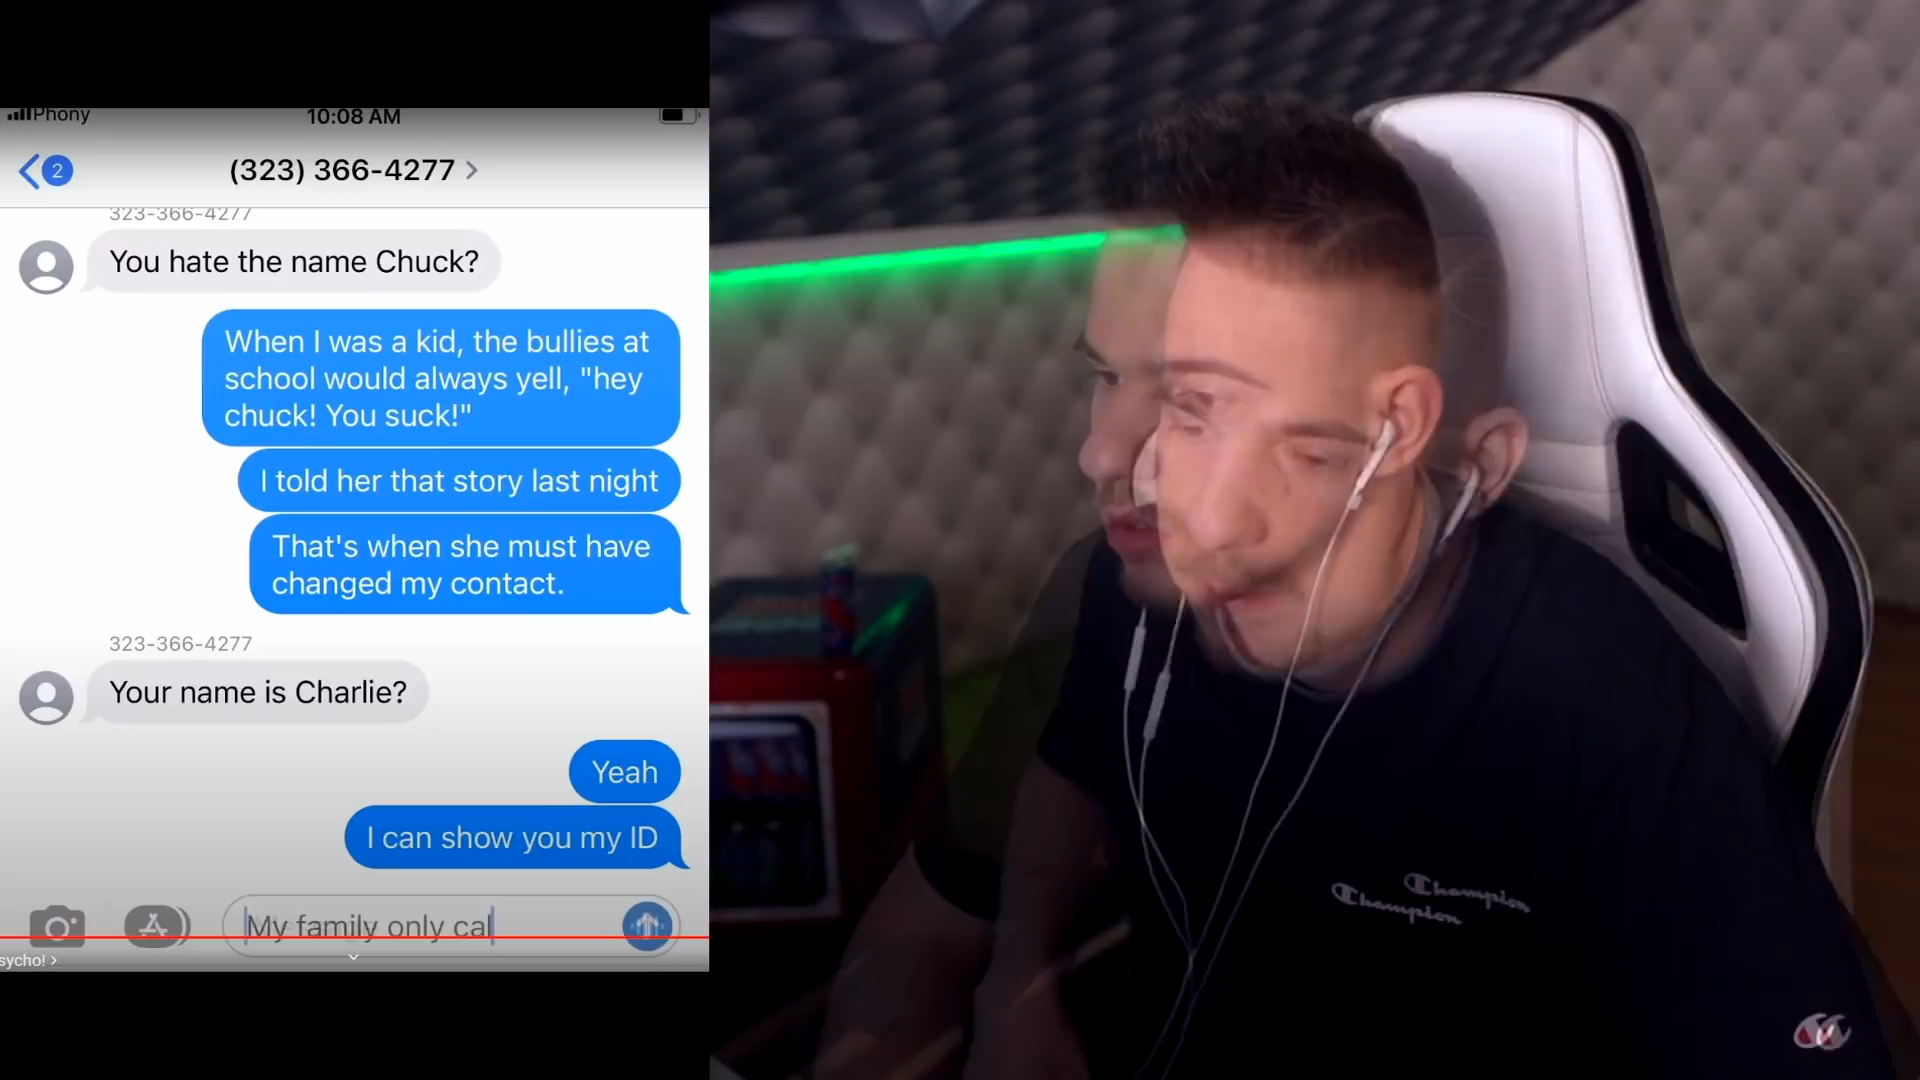 Phony
10:08 AM
2
(323) 366-4277
323-366-4277
You hate the name Chuck?
When I was a kid, the bullies at
school would always yell, "hey
chuck! You suck!"
I told her that story last night
That's when she must have
changed my contact.
323-366-4277
Your name is Charlie?
Yeah
I can show you my ID
My family only cal
sycho!
Champion
Champion